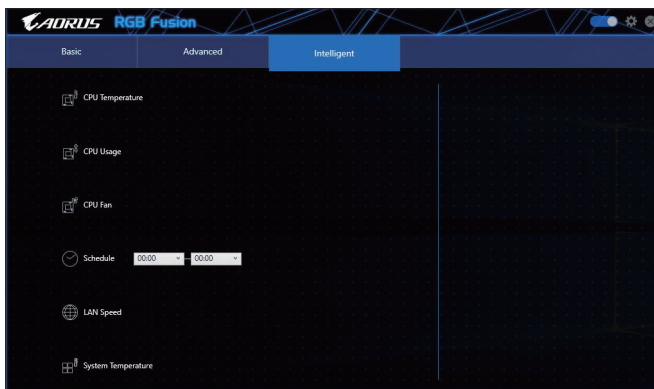 AORUS RGB Fusion
Basic Advanced Intelligent
CPU Temperature
CPU Usage
CPU Fan
Schedule 00:00 – 00:00
LAN Speed
System Temperature